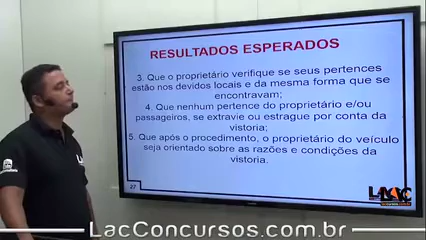 RESULTADOS ESPERADOS
3. Que o proprietário verifique se seus pertences
estão nos devidos locais e da mesma forma que se
encontravam;
4. Que nenhum pertence do proprietário e/ou
passageiros, se extravie ou estrague por conta da
vistoria;
5. Que após o procedimento, o proprietário do veículo
seja orientado sobre as razões e condições da
vistoria.
27
LAC
LacConcursos.com.br